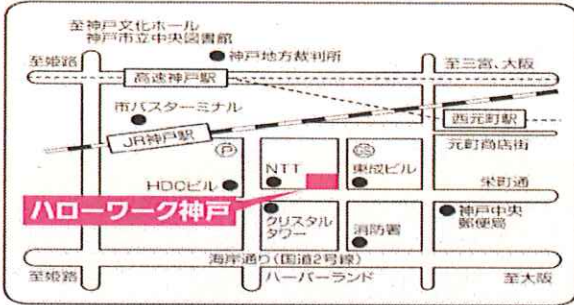 至神戸文化ホール
神戸市立中央図書館
神戸地方裁判所
至姫路
至三宮、大阪
高速神戸駅
市バスターミナル
西元町駅
JR神戸駅
元町商店街
P
GS
NTT
東成ビル
HDCビル
栄町通
ハローワーク神戸
クリスタル
タワー
消防署
神戸中央
郵便局
海岸通り(国道2号線)
至姫路
ハーバーランド
至大阪